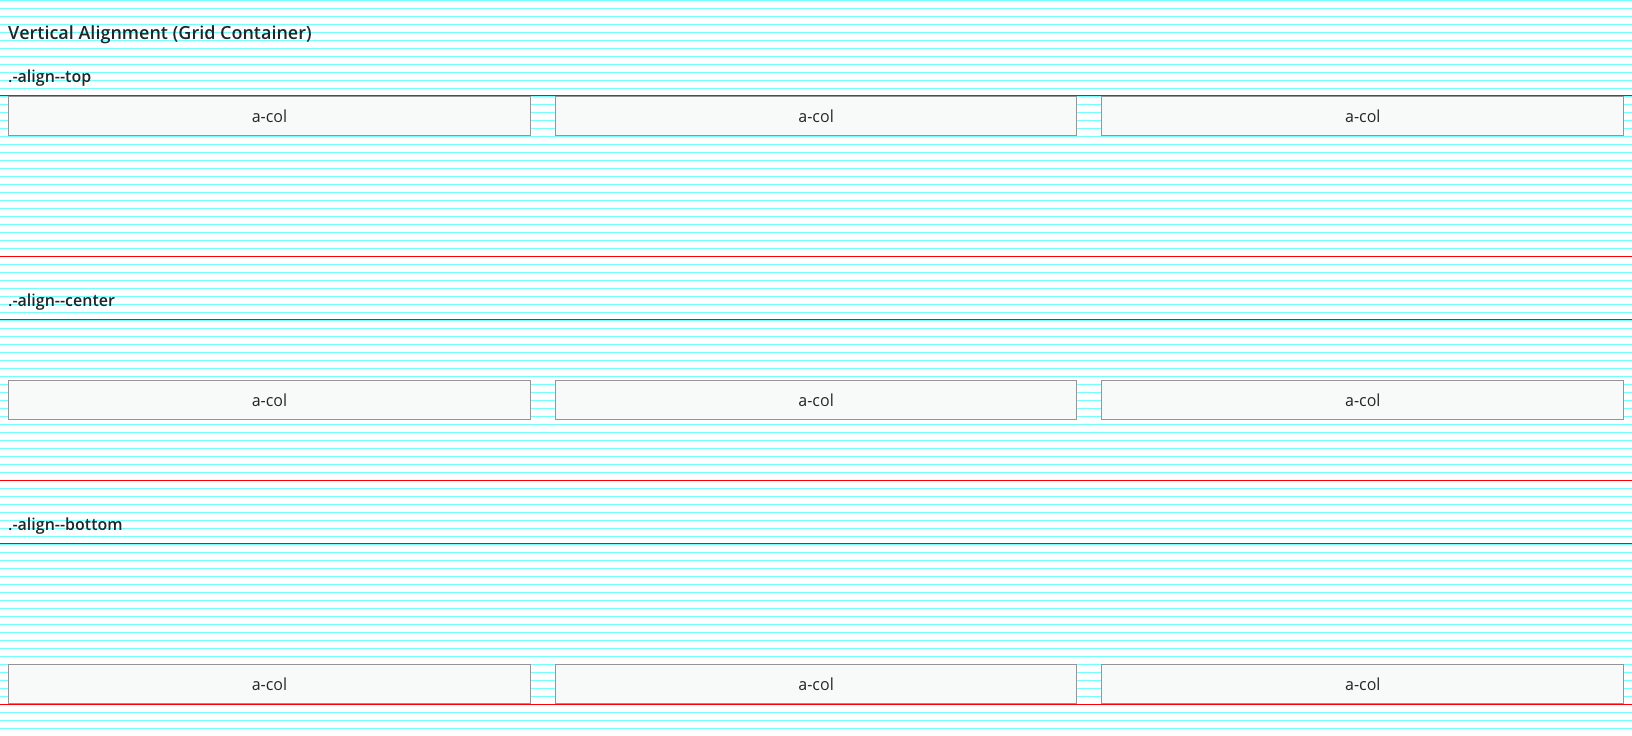 Vertical Alignment (Grid Container)
.-align--top
a-col a-col a-col
.-align--center
a-col a-col a-col
.-align--bottom
a-col a-col a-col